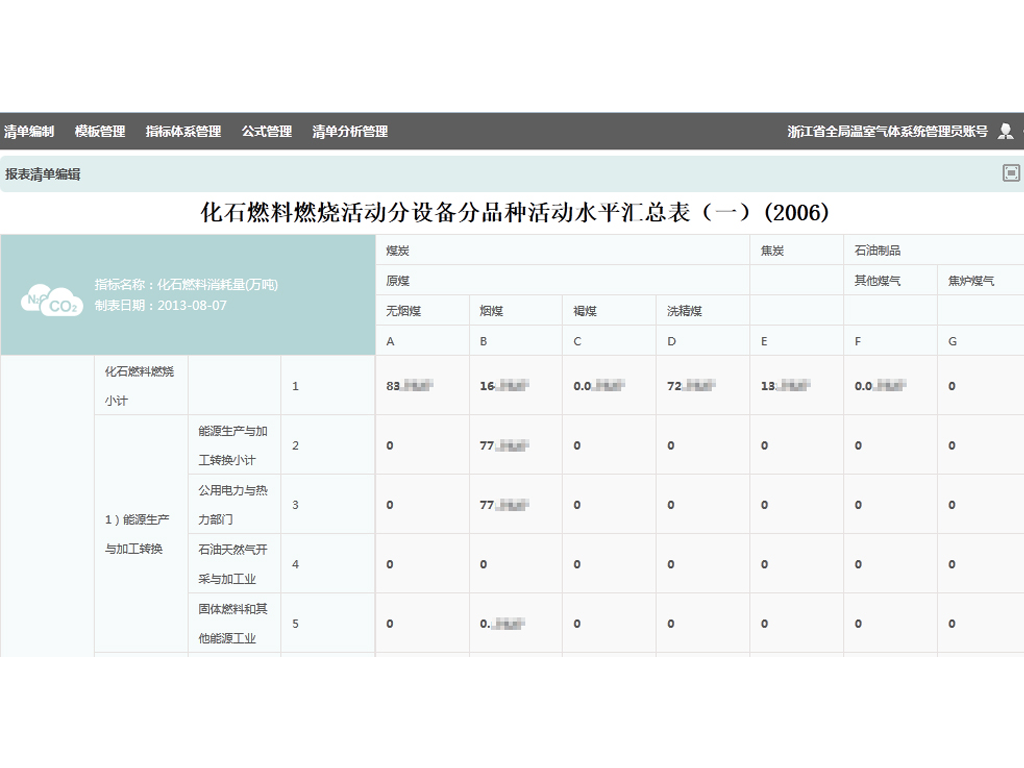 清单编制 模板管理 指标体系管理 公式管理 清单分析管理 浙江省全局温室气体系统管理员账号
报表清单编辑
化石燃料燃烧活动分设备分品种活动水平汇总表（一）(2006)
N₂O CO₂
指标名称：化石燃料消耗量(万吨)
制表日期：2013-08-07
煤炭 焦炭 石油制品
原煤 其他煤气 焦炉煤气
无烟煤 烟煤 褐煤 洗精煤
A B C D E F G
化石燃料燃烧
小计
1 83. 16. 0.0 72. 13. 0.0 0
1）能源生产
与加工转换
能源生产与加
工转换小计
2 0 77. 0 0 0 0 0
公用电力与热
力部门
3 0 77. 0 0 0 0 0
石油天然气开
采与加工业
4 0 0 0 0 0 0 0
固体燃料和其
他能源工业
5 0 0. 0 0 0 0 0